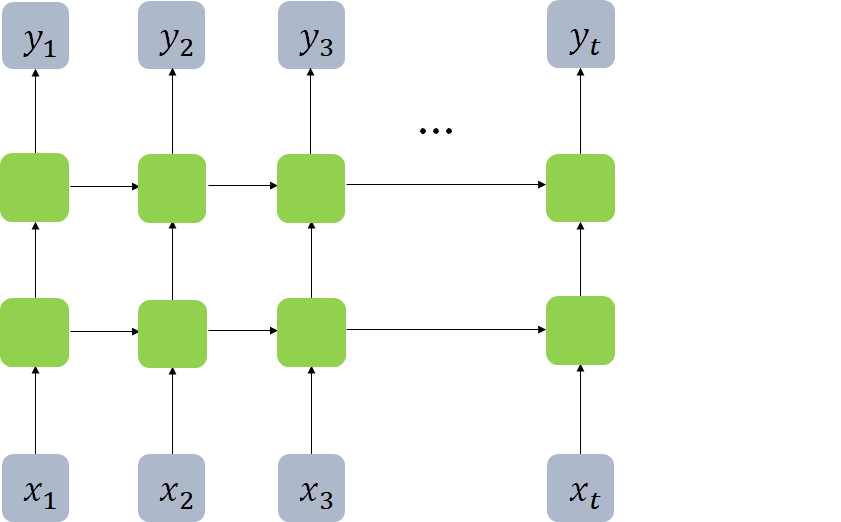 y₁ y₂ y₃ yₜ
...
x₁ x₂ x₃ xₜ